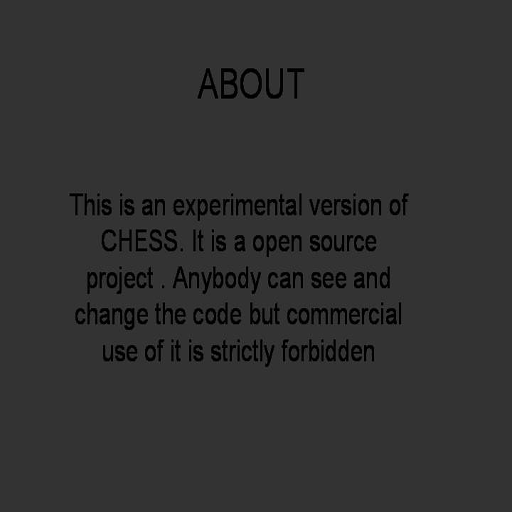 ABOUT
This is an experimental version of
CHESS. It is a open source
project . Anybody can see and
change the code but commercial
use of it is strictly forbidden